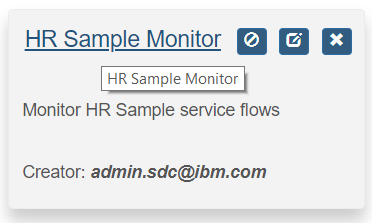 HR Sample Monitor
HR Sample Monitor
Monitor HR Sample service flows
Creator: admin.sdc@ibm.com